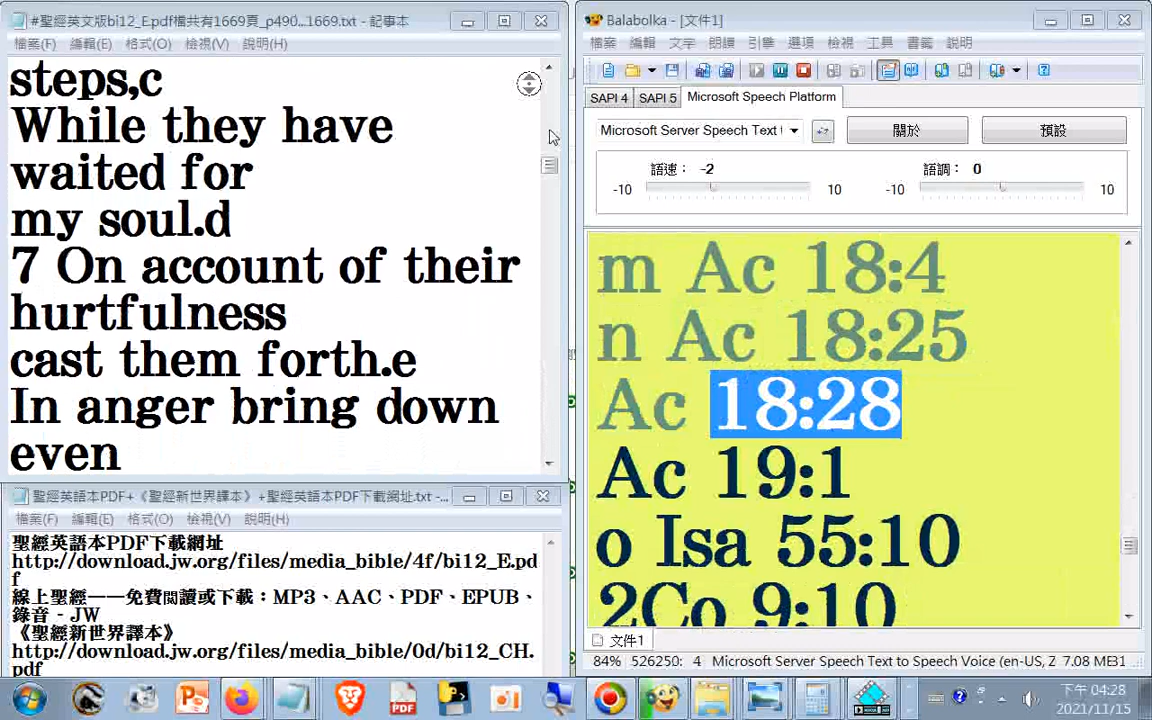 #聖經英文版bi12_E.pdf檔共有1669頁_p490...1669.txt - 記事本
檔案(F) 編輯(E) 格式(O) 檢視(V) 說明(H)
steps,c
While they have
waited for
my soul.d
7 On account of their
hurtfulness
cast them forth.e
In anger bring down
even
聖經英語本PDF+《聖經新世界譯本》+聖經英語本PDF下載網址.txt -...
檔案(F) 編輯(E) 格式(O) 檢視(V) 說明(H)
聖經英語本PDF下載網址
http://download.jw.org/files/media_bible/4f/bi12_E.pd
f
線上聖經——免費閱讀或下載：MP3、AAC、PDF、EPUB、
錄音 - JW
《聖經新世界譯本》
http://download.jw.org/files/media_bible/0d/bi12_CH.
pdf
Balabolka - [文件1]
檔案 編輯 文字 朗讀 引擎 選項 檢視 工具 書籤 說明
SAPI 4 SAPI 5 Microsoft Speech Platform
Microsoft Server Speech Text 關於 預設
語速： -2 語調： 0
-10 10 -10 10
m Ac 18:4
n Ac 18:25
Ac 18:28
Ac 19:1
o Isa 55:10
2Co 9:10
文件1
84% 526250: 4 Microsoft Server Speech Text to Speech Voice (en-US, Z 7.08 MB
下午 04:28
2021/11/15